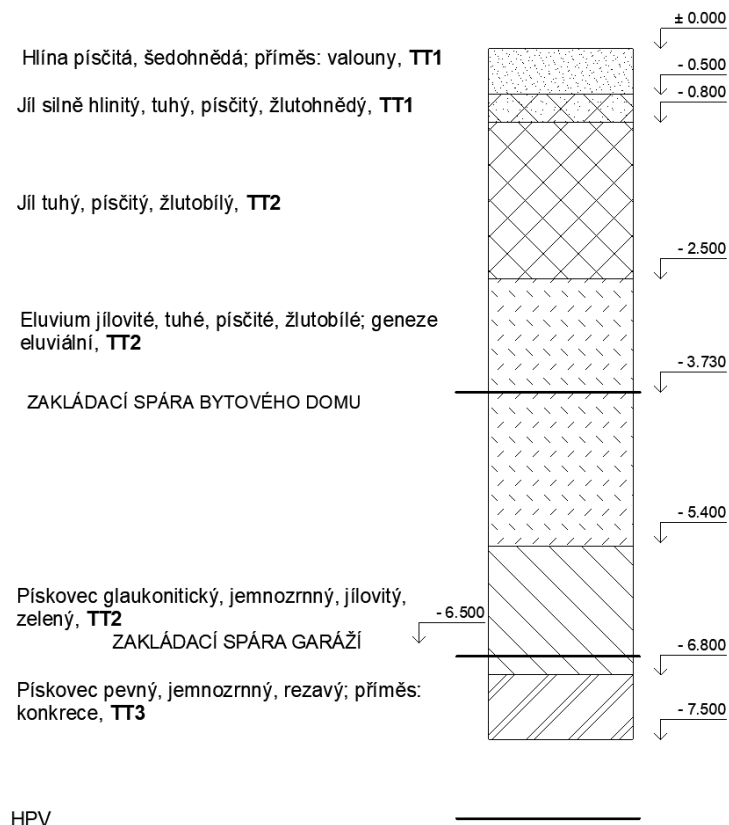 ± 0.000
Hlína písčitá, šedohnědá; příměs: valouny, TT1
- 0.500
Jíl silně hlinitý, tuhý, písčitý, žlutohnědý, TT1
- 0.800
Jíl tuhý, písčitý, žlutobílý, TT2
- 2.500
Eluvium jílovité, tuhé, písčité, žlutobílé; geneze
eluviální, TT2
- 3.730
ZAKLÁDACÍ SPÁRA BYTOVÉHO DOMU
- 5.400
Pískovec glaukonitický, jemnozrnný, jílovitý,
zelený, TT2
- 6.500
ZAKLÁDACÍ SPÁRA GARÁŽÍ
- 6.800
Pískovec pevný, jemnozrnný, rezavý; příměs:
konkrece, TT3
- 7.500
HPV